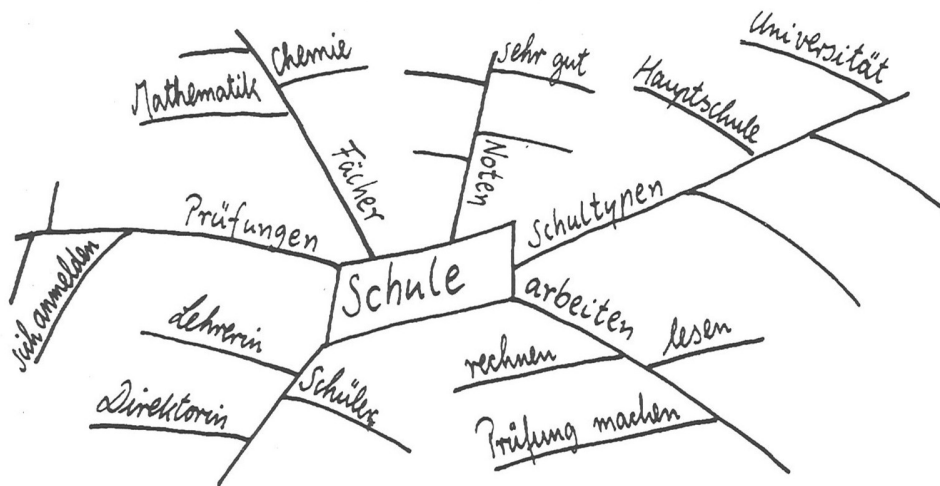 Universität
Chemie
sehr gut
Hauptschule
Mathematik
Fächer
Noten
Schultypen
Prüfungen
Schule
sich anmelden
arbeiten
Lehrerin
rechnen
lesen
Schüler
Direktorin
Prüfung machen